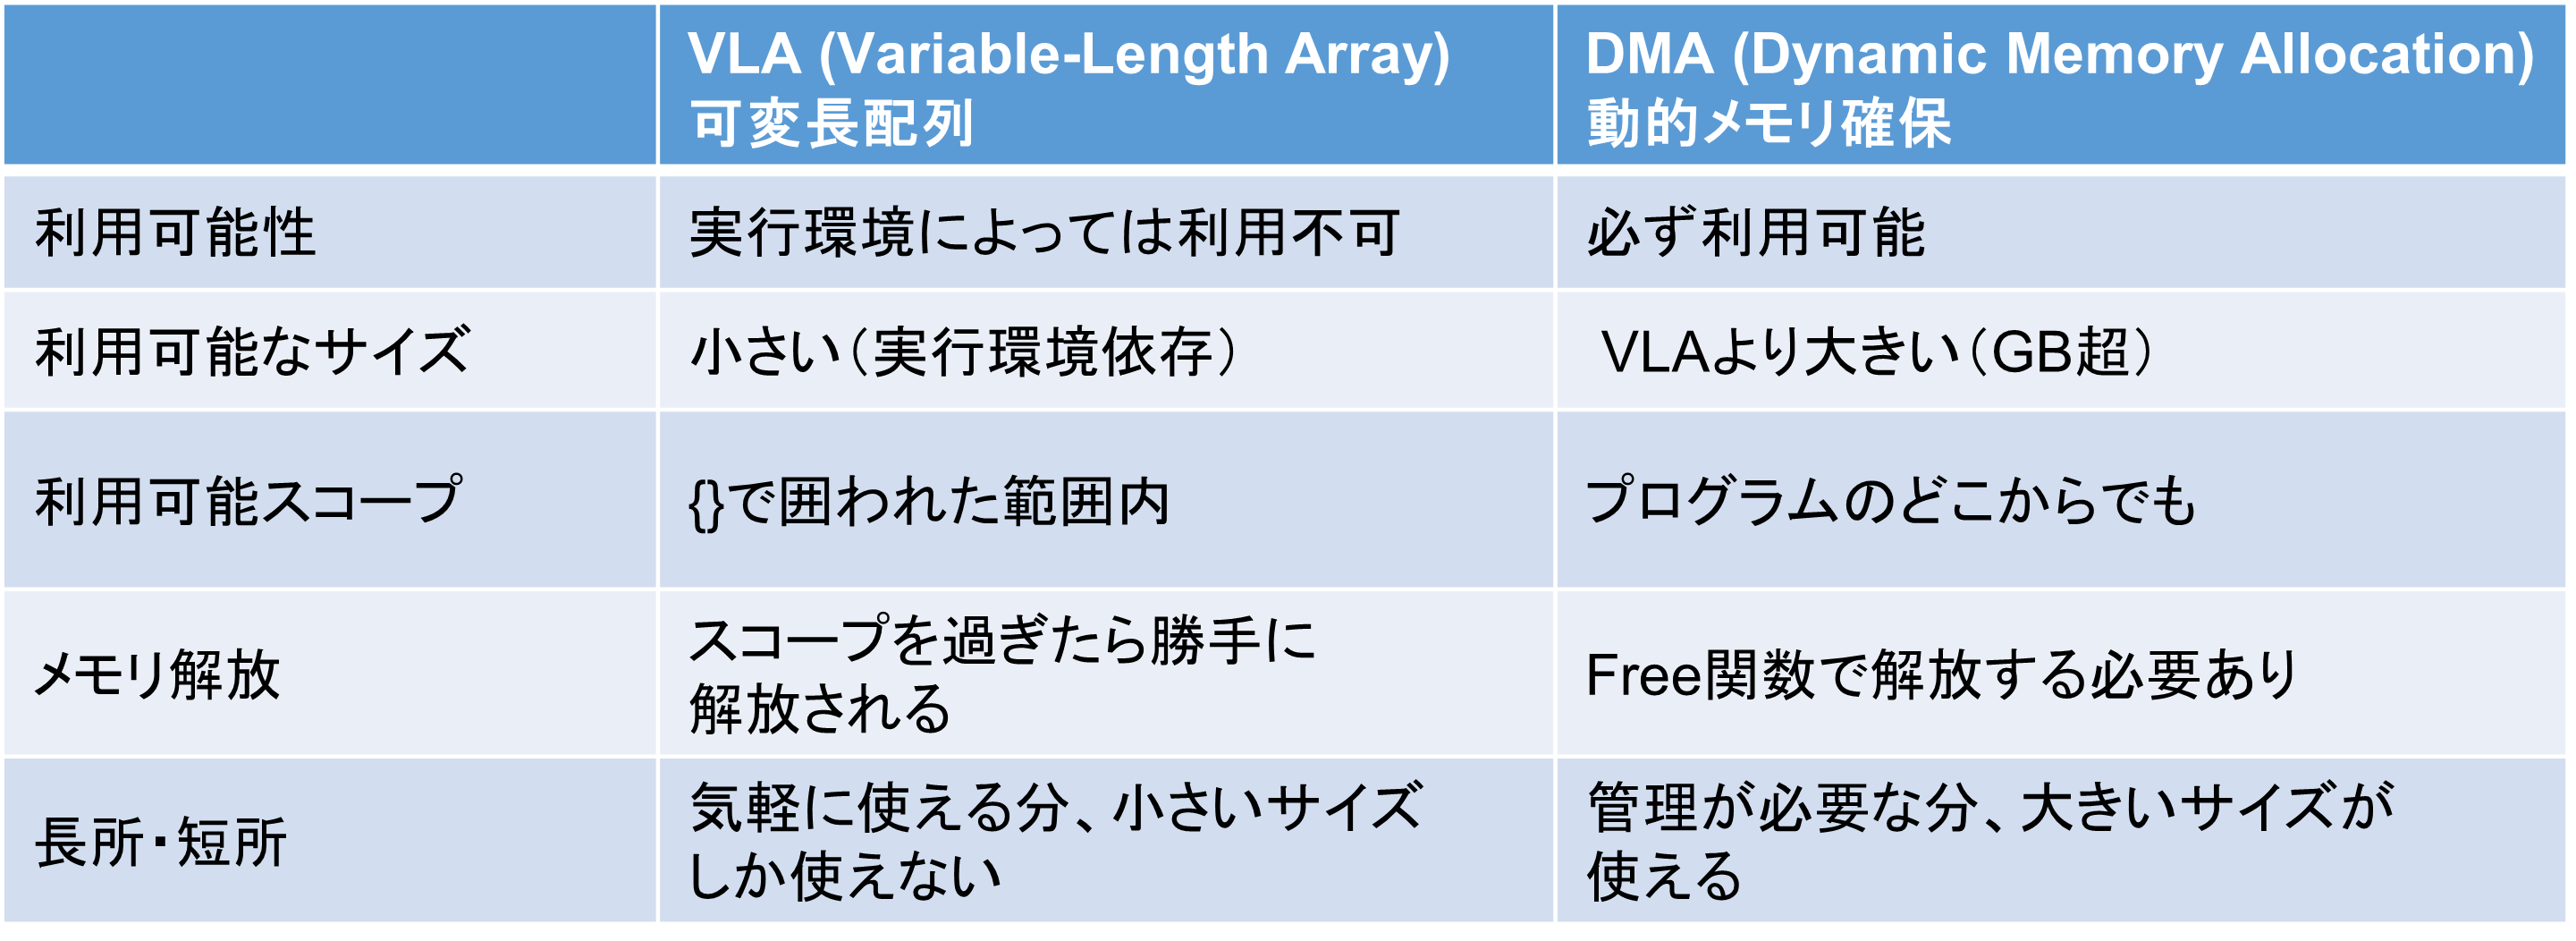 VLA (Variable-Length Array)
可変長配列
DMA (Dynamic Memory Allocation)
動的メモリ確保
利用可能性
実行環境によっては利用不可
必ず利用可能
利用可能なサイズ
小さい（実行環境依存）
VLAより大きい（GB超）
利用可能スコープ
{}で囲われた範囲内
プログラムのどこからでも
メモリ解放
スコープを過ぎたら勝手に
解放される
Free関数で解放する必要あり
長所・短所
気軽に使える分、小さいサイズ
しか使えない
管理が必要な分、大きいサイズが
使える